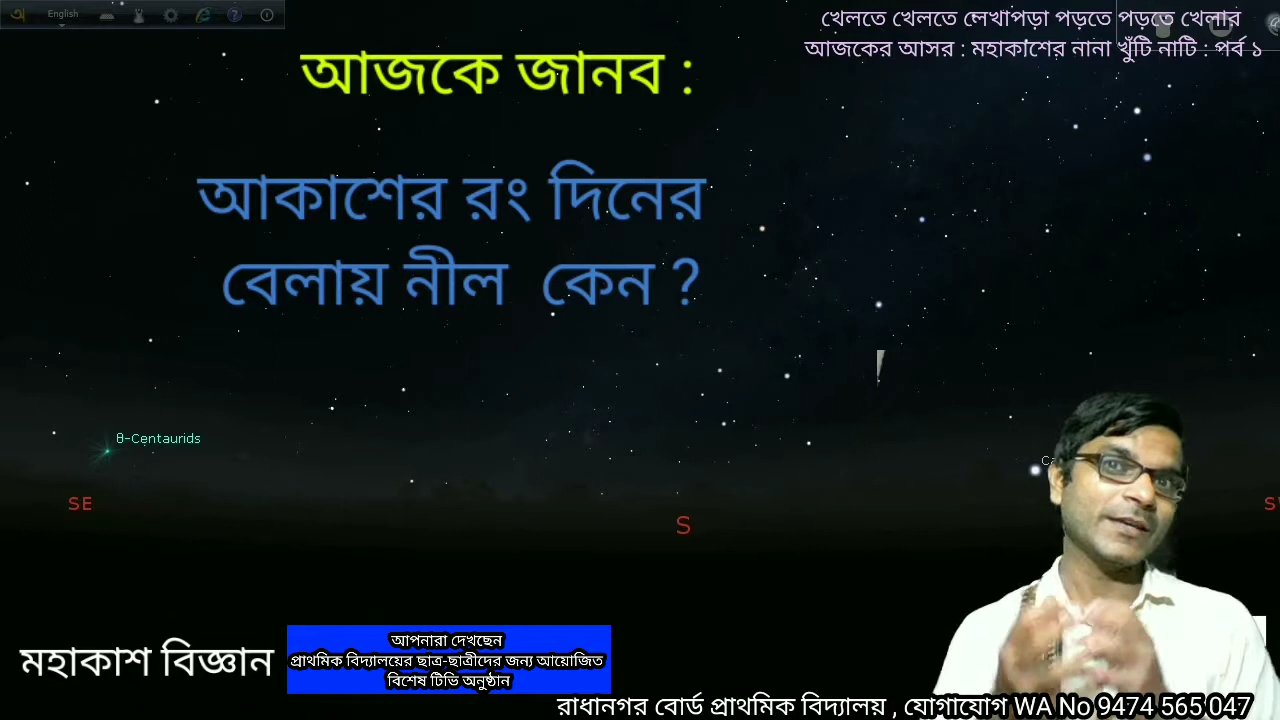 অ
English
খেলতে খেলতে লেখাপড়া পড়তে পড়তে খেলার
আজকের আসর : মহাকাশের নানা খুঁটি নাটি : পর্ব ১
আজকে জানব :
আকাশের রং দিনের
বেলায় নীল কেন ?
θ-Centaurids
SE
S
মহাকাশ বিজ্ঞান
আপনারা দেখছেন
প্রাথমিক বিদ্যালয়ের ছাত্র-ছাত্রীদের জন্য আয়োজিত
বিশেষ টিভি অনুষ্ঠান
রাধানগর বোর্ড প্রাথমিক বিদ্যালয় , যোগাযোগ WA No 9474 565 047